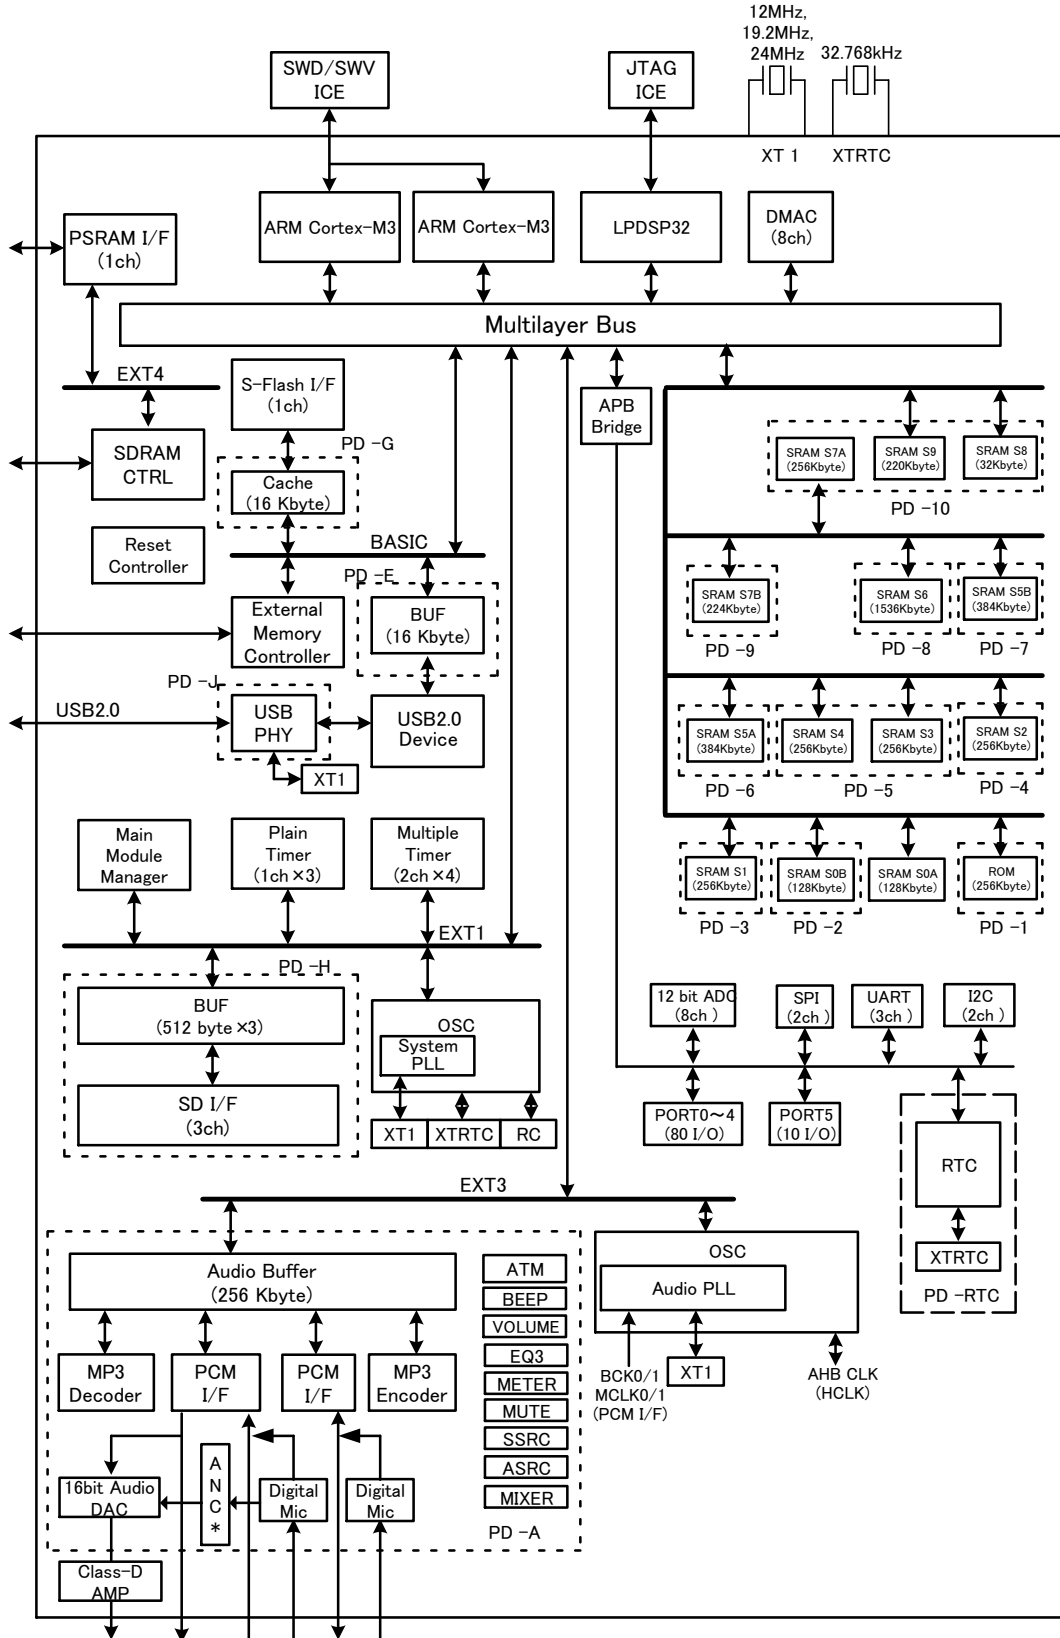 12MHz,
19.2MHz,
24MHz
32.768kHz
SWD/SWV
ICE
JTAG
ICE
XT 1
XTRTC
PSRAM I/F
(1ch)
ARM Cortex-M3
ARM Cortex-M3
LPDSP32
DMAC
(8ch)
Multilayer Bus
EXT4
S-Flash I/F
(1ch)
APB
Bridge
SDRAM
CTRL
PD -G
Cache
(16 Kbyte)
SRAM S7A
(256Kbyte)
SRAM S9
(220Kbyte)
SRAM S8
(32Kbyte)
PD -10
Reset
Controller
BASIC
PD -E
External
Memory
Controller
BUF
(16 Kbyte)
SRAM S7B
(224Kbyte)
SRAM S6
(1536Kbyte)
SRAM S5B
(384Kbyte)
PD -9
PD -8
PD -7
PD -J
USB2.0
USB
PHY
USB2.0
Device
XT1
SRAM S5A
(384Kbyte)
SRAM S4
(256Kbyte)
SRAM S3
(256Kbyte)
SRAM S2
(256Kbyte)
PD -6
PD -5
PD -4
Main
Module
Manager
Plain
Timer
(1ch ×3)
Multiple
Timer
(2ch ×4)
SRAM S1
(256Kbyte)
SRAM S0B
(128Kbyte)
SRAM S0A
(128Kbyte)
ROM
(256Kbyte)
PD -3
PD -2
PD -1
EXT1
PD -H
BUF
(512 byte ×3)
SD I/F
(3ch)
OSC
System
PLL
XT1
XTRTC
RC
12 bit ADC
(8ch )
SPI
(2ch )
UART
(3ch )
I2C
(2ch )
PORT0～4
(80 I/O)
PORT5
(10 I/O)
RTC
XTRTC
PD -RTC
EXT3
Audio Buffer
(256 Kbyte)
MP3
Decoder
PCM
I/F
PCM
I/F
MP3
Encoder
ATM
BEEP
VOLUME
EQ3
METER
MUTE
SSRC
ASRC
MIXER
OSC
Audio PLL
BCK0/1
MCLK0/1
(PCM I/F)
XT1
AHB CLK
(HCLK)
16bit Audio
DAC
A
N
C
*
Digital
Mic
Digital
Mic
PD -A
Class-D
AMP